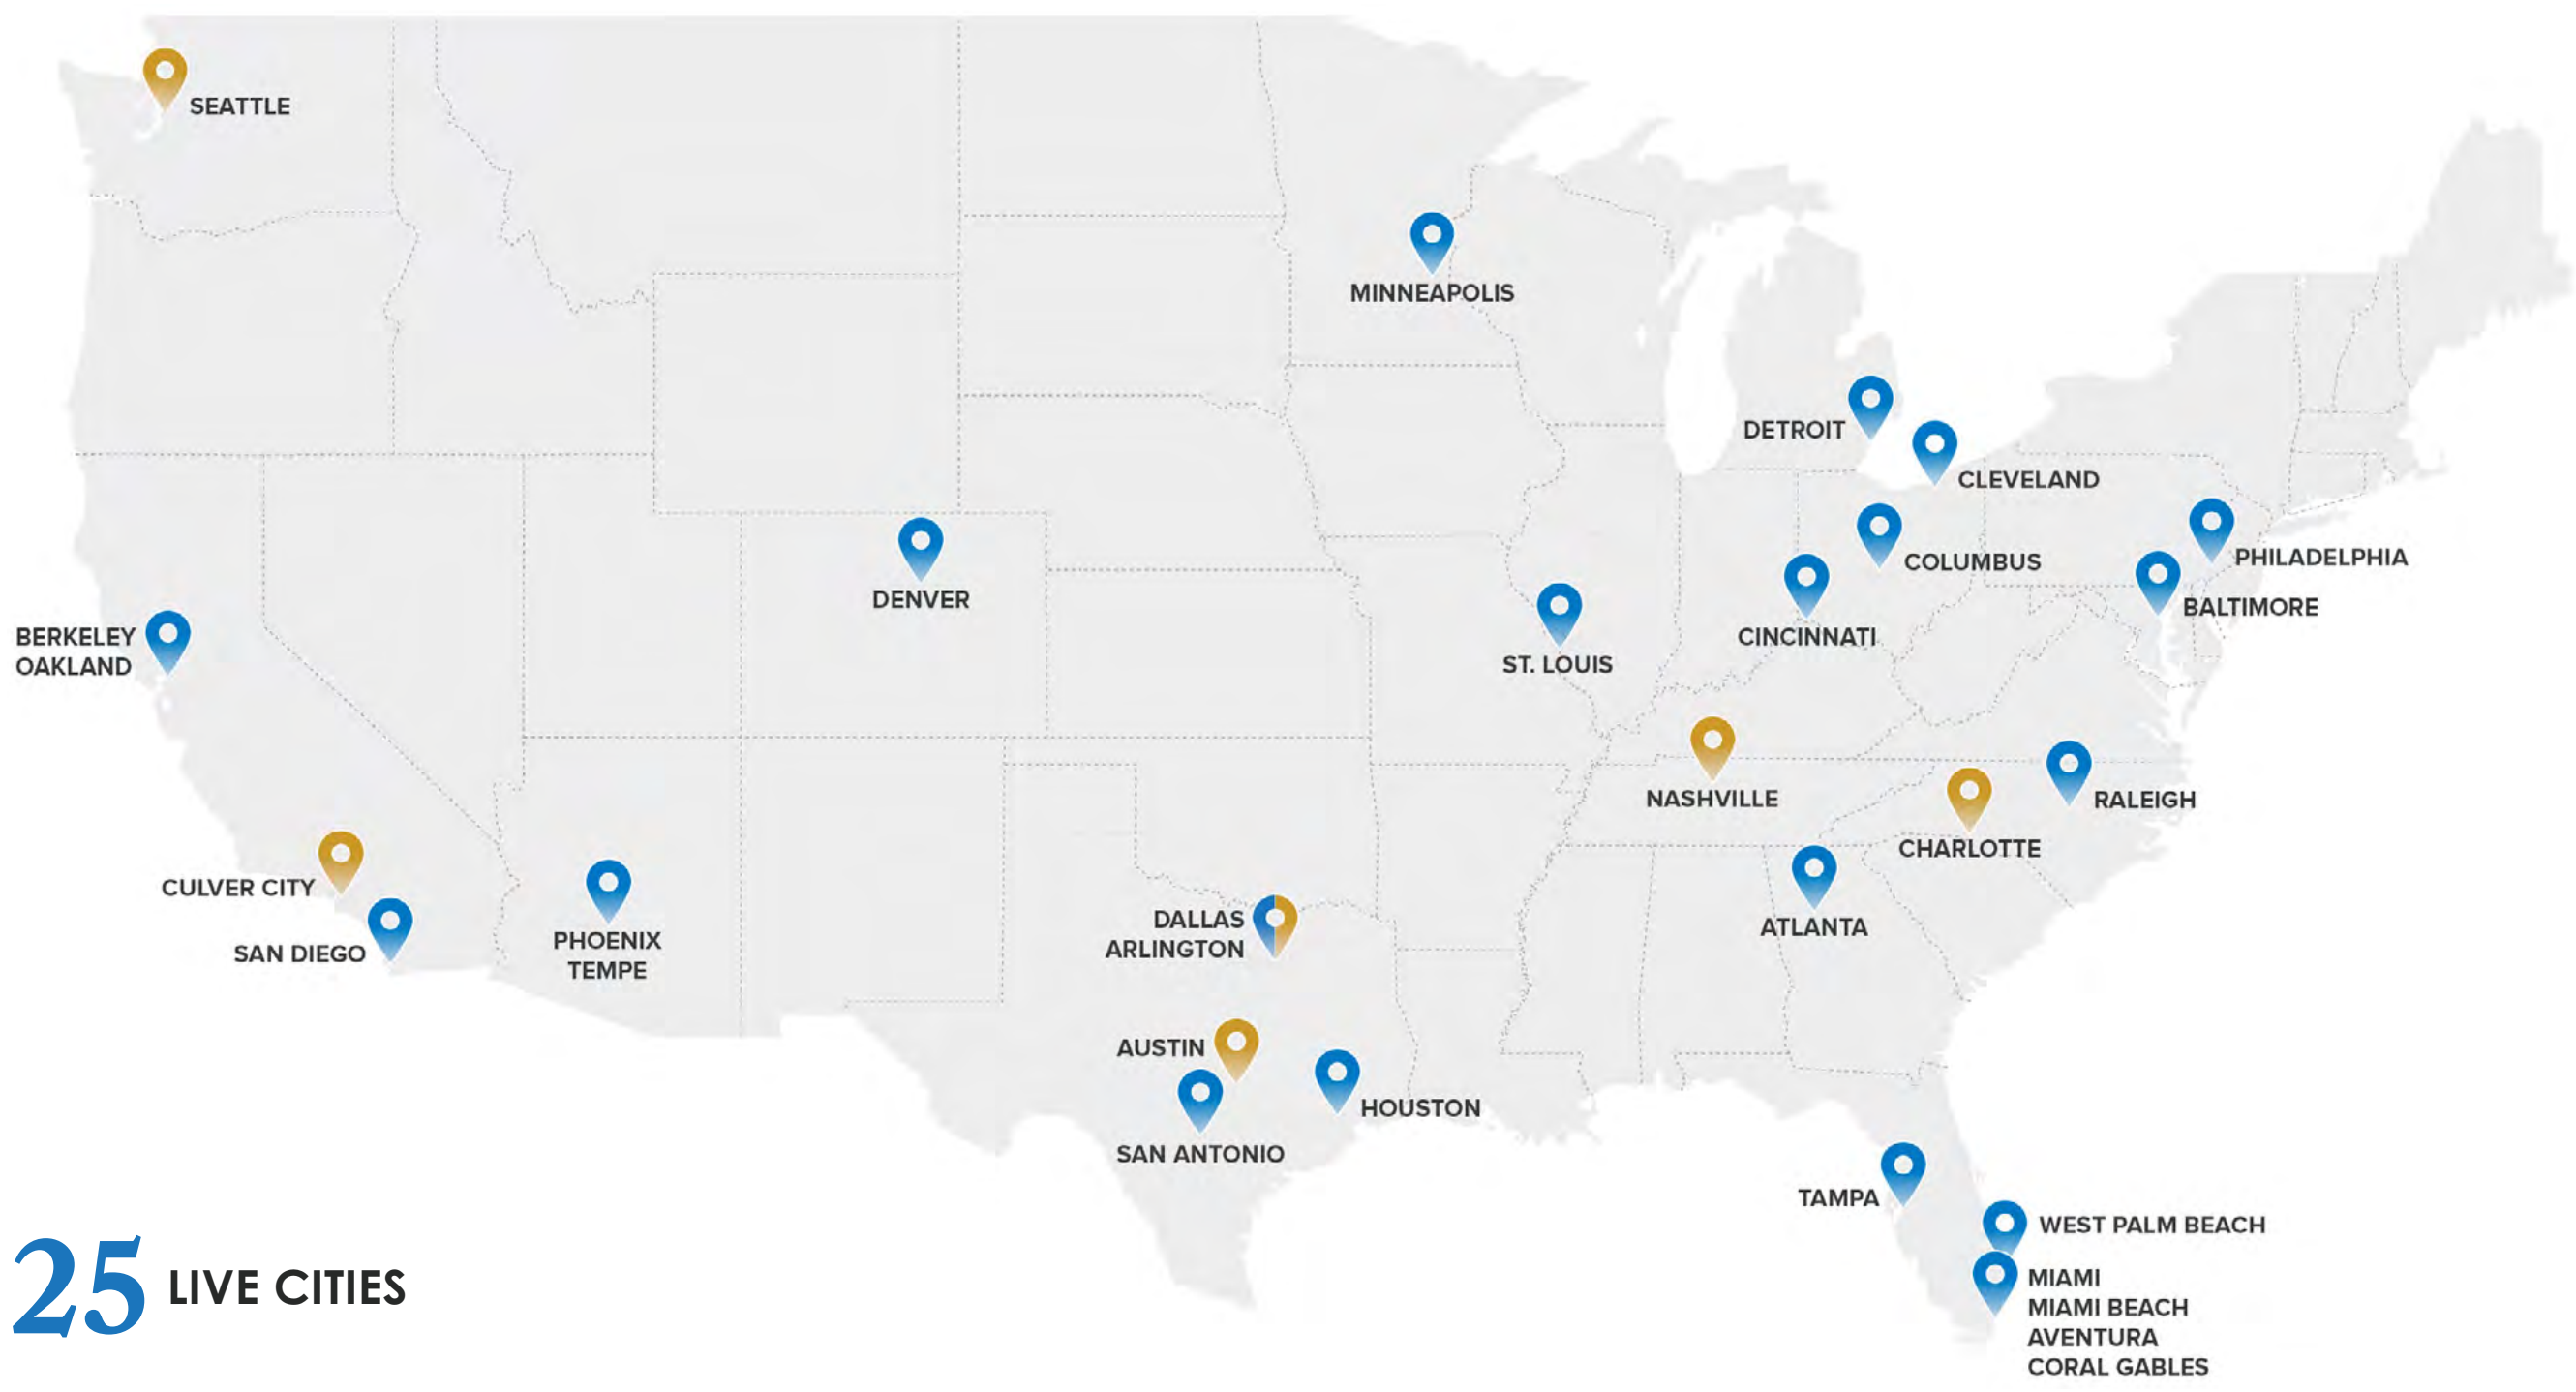 SEATTLE
MINNEAPOLIS
DETROIT
CLEVELAND
COLUMBUS
PHILADELPHIA
BALTIMORE
DENVER
CINCINNATI
BERKELEY
OAKLAND
ST. LOUIS
NASHVILLE
RALEIGH
CHARLOTTE
CULVER CITY
SAN DIEGO
PHOENIX
TEMPE
DALLAS
ARLINGTON
ATLANTA
AUSTIN
HOUSTON
SAN ANTONIO
TAMPA
WEST PALM BEACH
MIAMI
MIAMI BEACH
AVENTURA
CORAL GABLES
25 LIVE CITIES